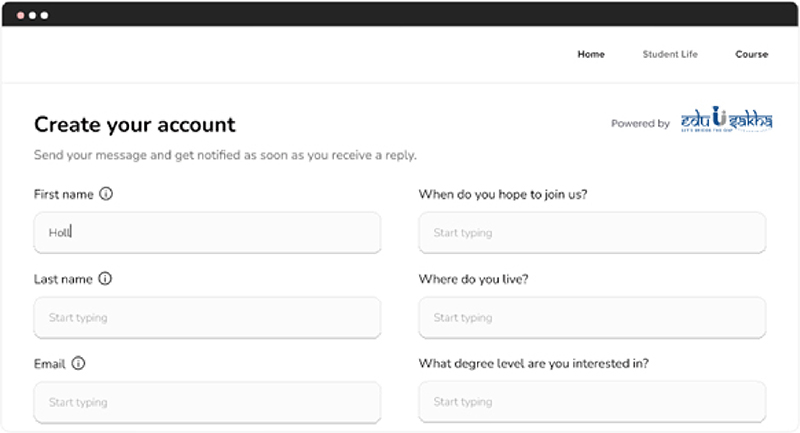 Home Student Life Course
Create your account
Powered by edu sakha
LET'S BRIDGE THE GAP
Send your message and get notified as soon as you receive a reply.
First name
When do you hope to join us?
Holl
Start typing
Last name
Where do you live?
Start typing
Start typing
Email
What degree level are you interested in?
Start typing
Start typing